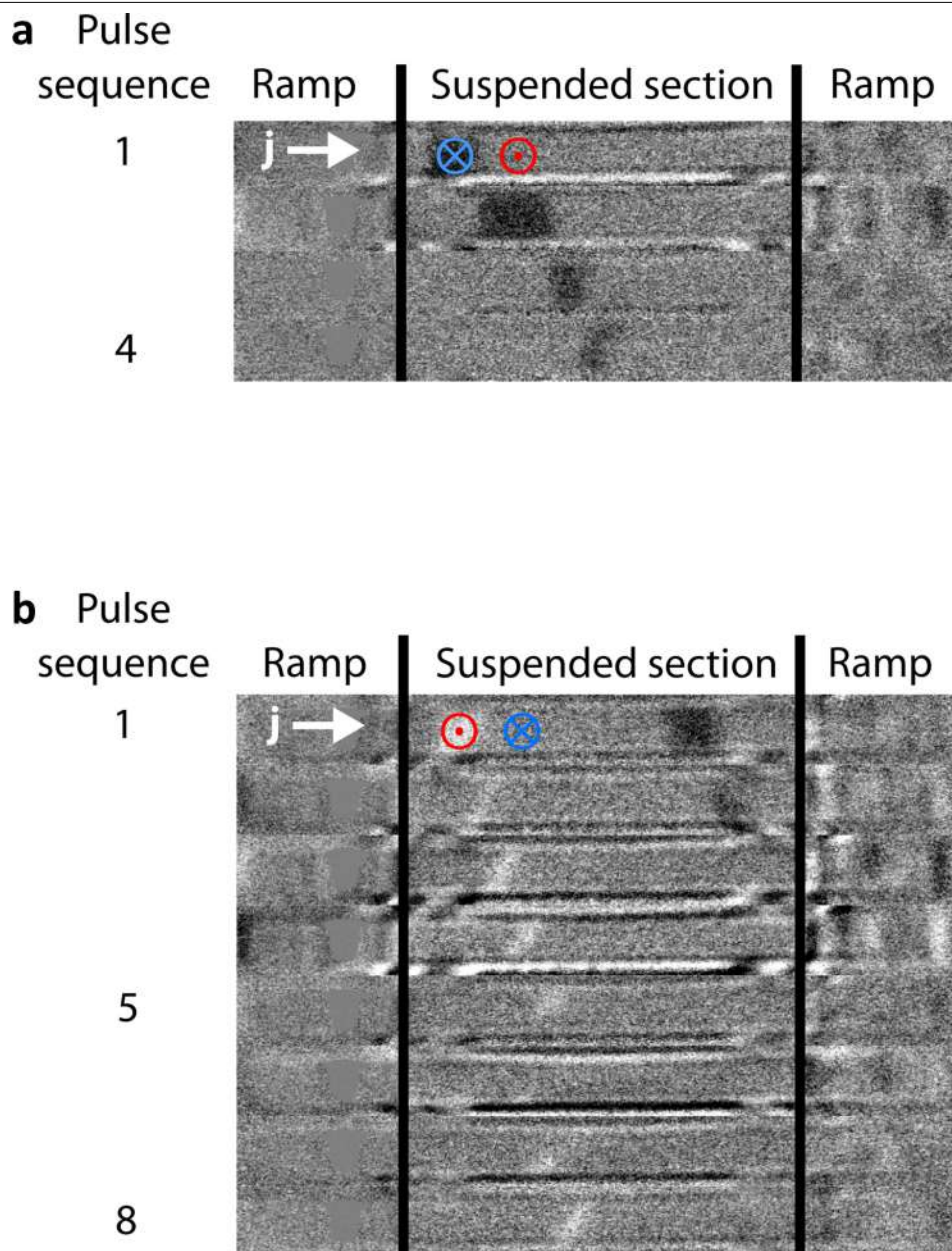 a Pulse
sequence Ramp Suspended section Ramp
1 j
4
b Pulse
sequence Ramp Suspended section Ramp
1 j
5
8